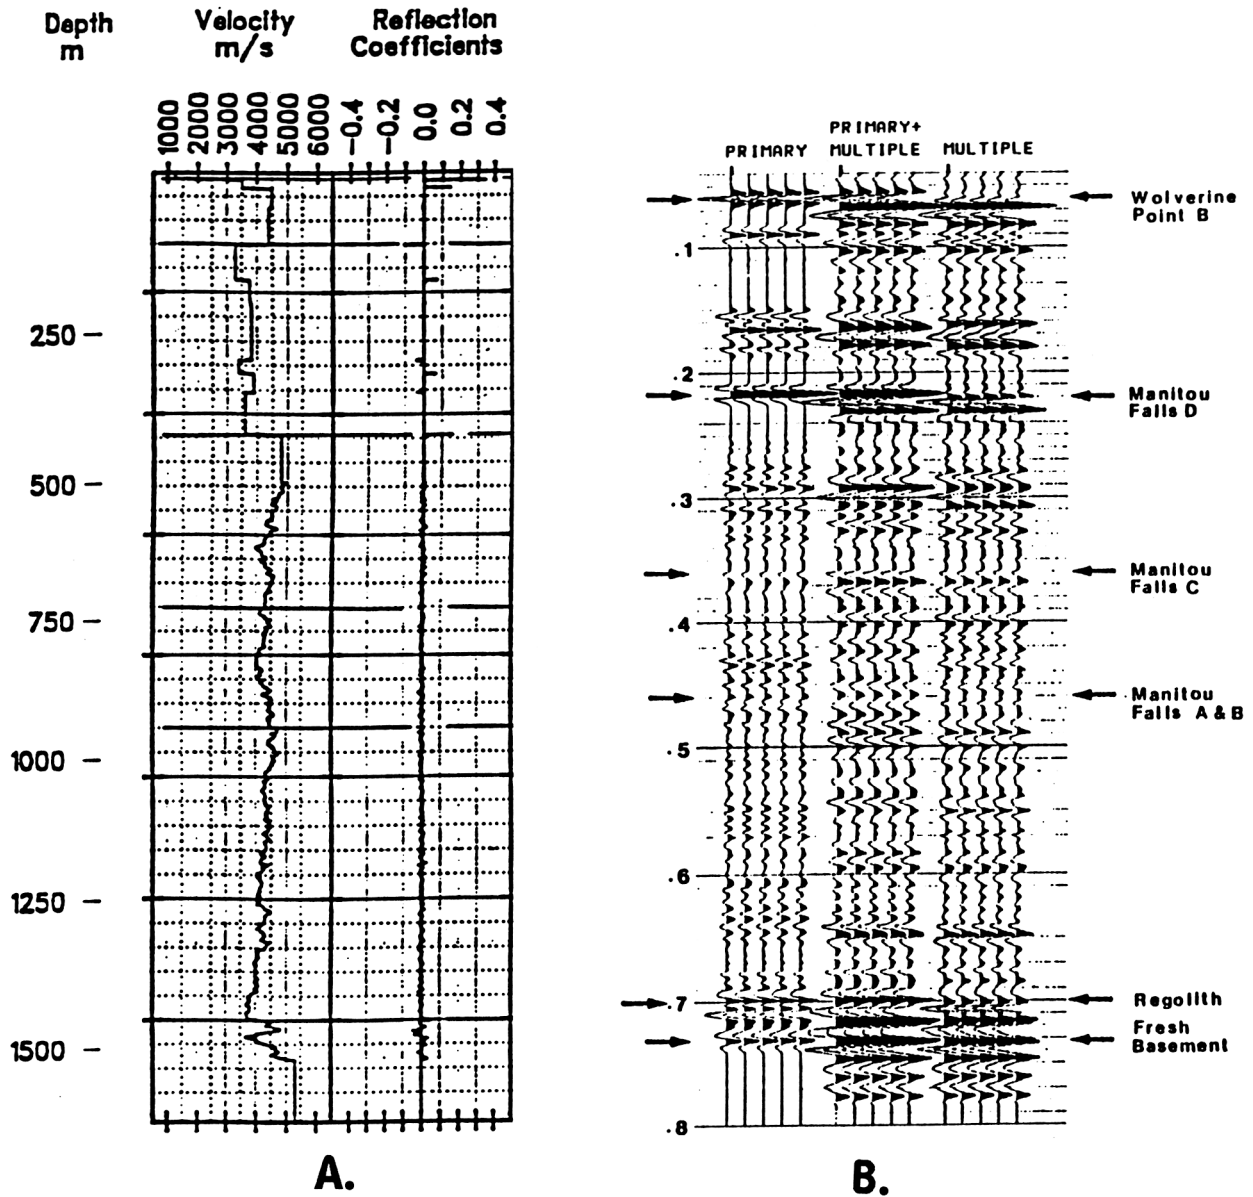 Depth
m
Velocity
m/s
Reflection
Coefficients
1000
2000
3000
4000
5000
6000
-0.4
-0.2
0.0
0.2
0.4
250
500
750
1000
1250
1500
A.
PRIMARY
PRIMARY+
MULTIPLE
MULTIPLE
.1
.2
.3
.4
.5
.6
.7
.8
Wolverine
Point B
Manitou
Falls D
Manitou
Falls C
Manitou
Falls A & B
Regolith
Fresh
Basement
B.